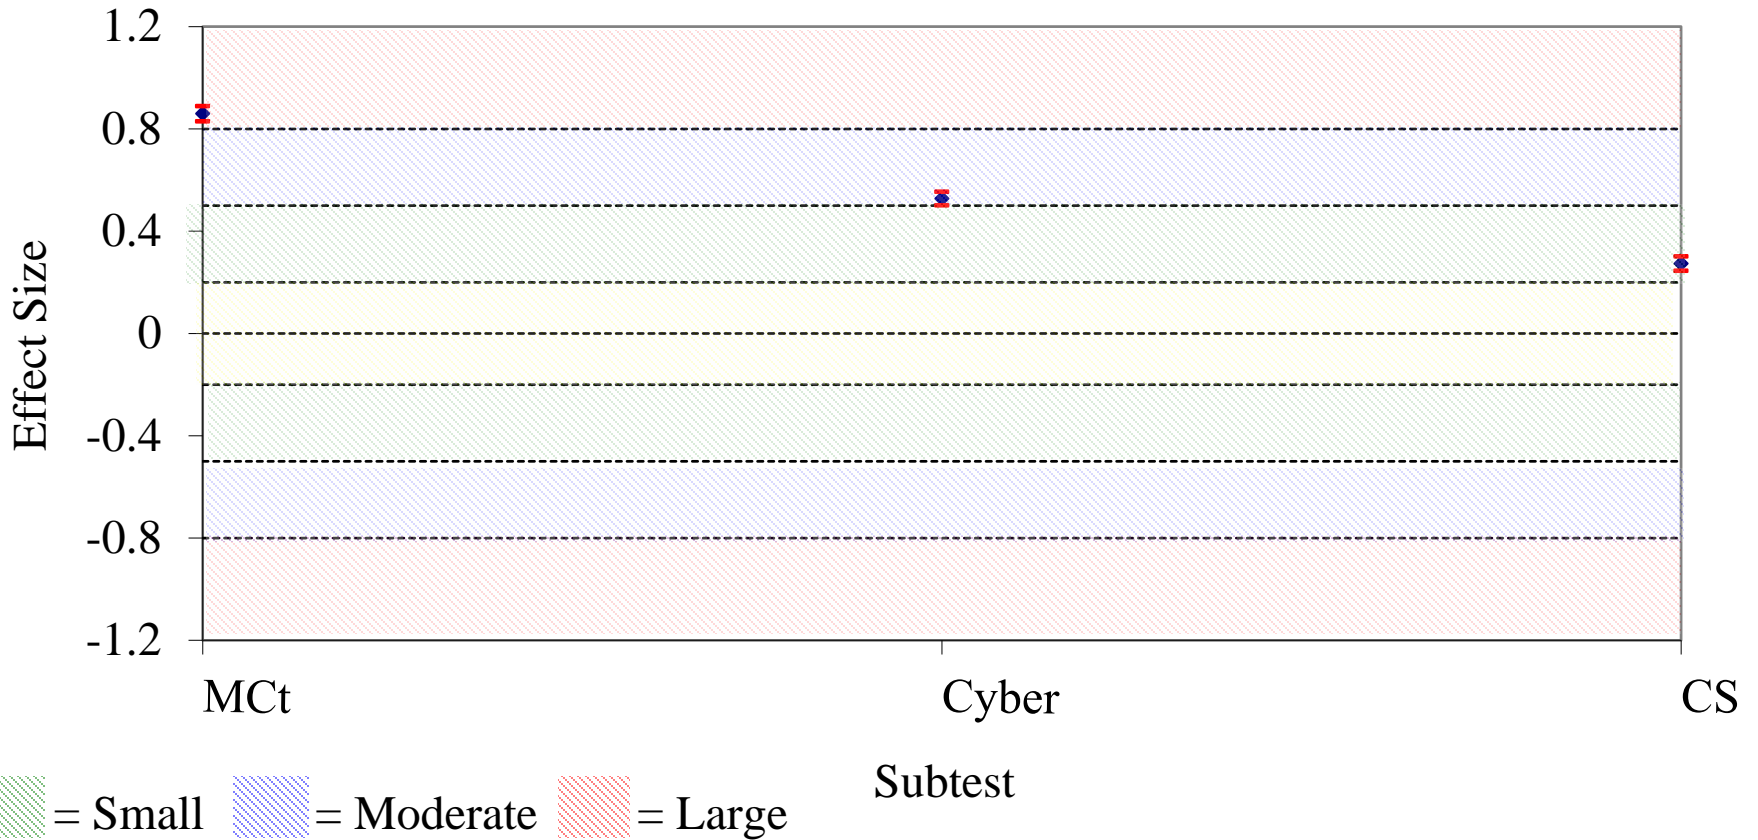 1.2
0.8
0.4
0
-0.4
-0.8
-1.2
Effect Size
MCt
Cyber
CS
Subtest
= Small
= Moderate
= Large